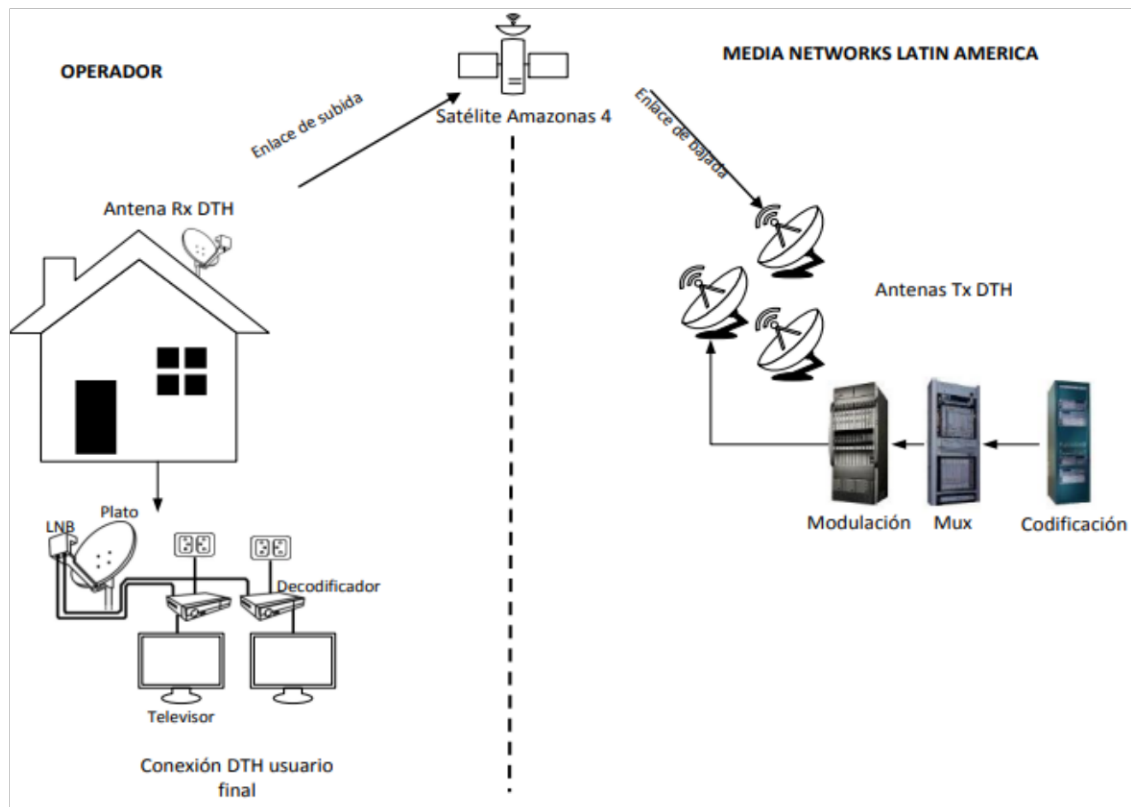 OPERADOR
MEDIA NETWORKS LATIN AMERICA
Satélite Amazonas 4
Enlace de subida
Enlace de bajada
Antena Rx DTH
Antenas Tx DTH
Modulación
Mux
Codificación
LNB
Plato
Decodificador
Televisor
Conexión DTH usuario
final